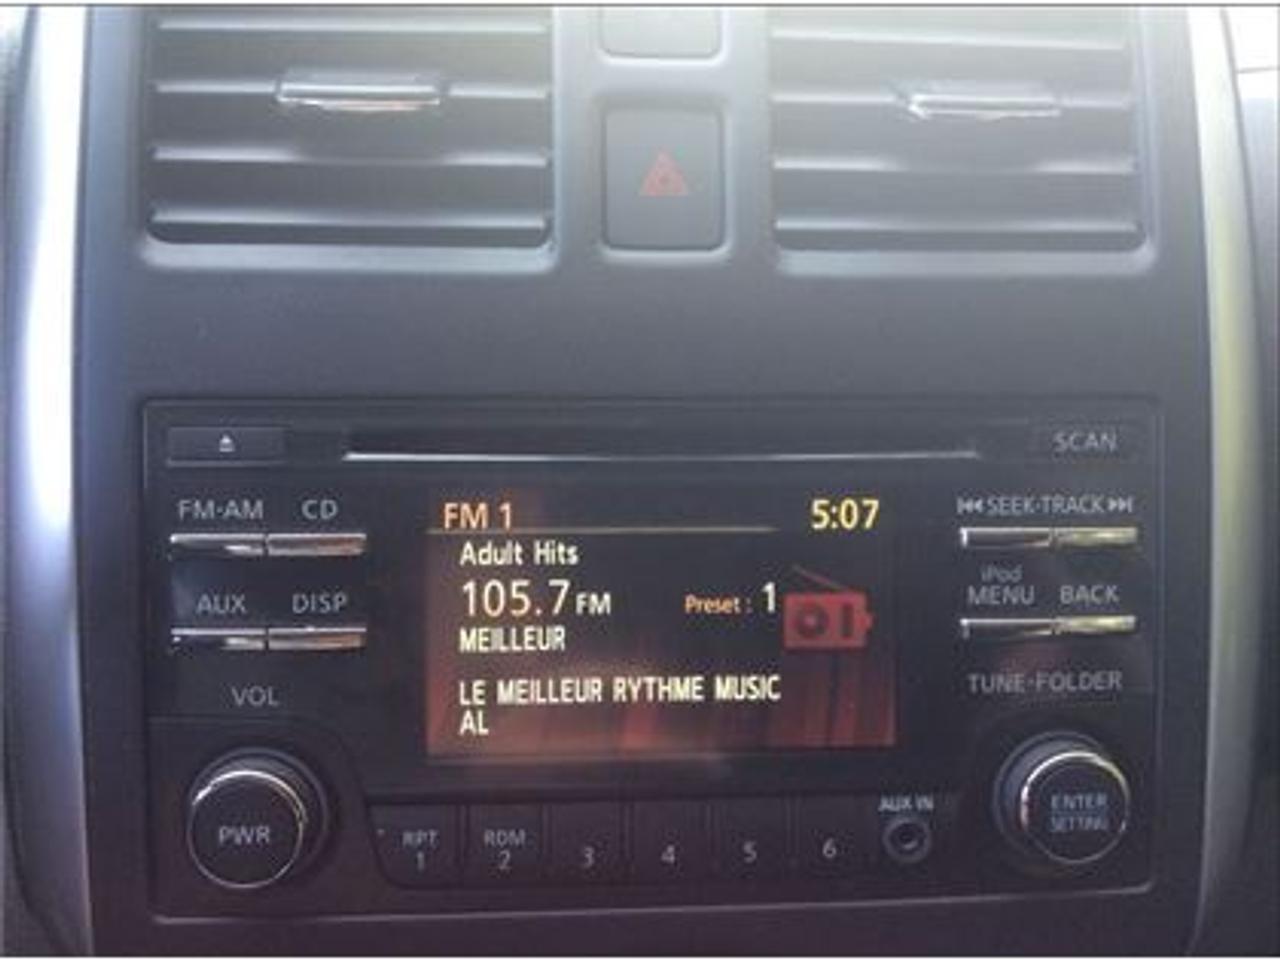 SCAN
FM·AM CD
FM 1 5:07
SEEK·TRACK
Adult Hits
iPod
MENU BACK
AUX DISP
105.7 FM Preset : 1
MEILLEUR
TUNE·FOLDER
VOL
LE MEILLEUR RYTHME MUSIC
AL
AUX IN
ENTER
SETTING
PWR
RPT RDM
1 2 3 4 5 6